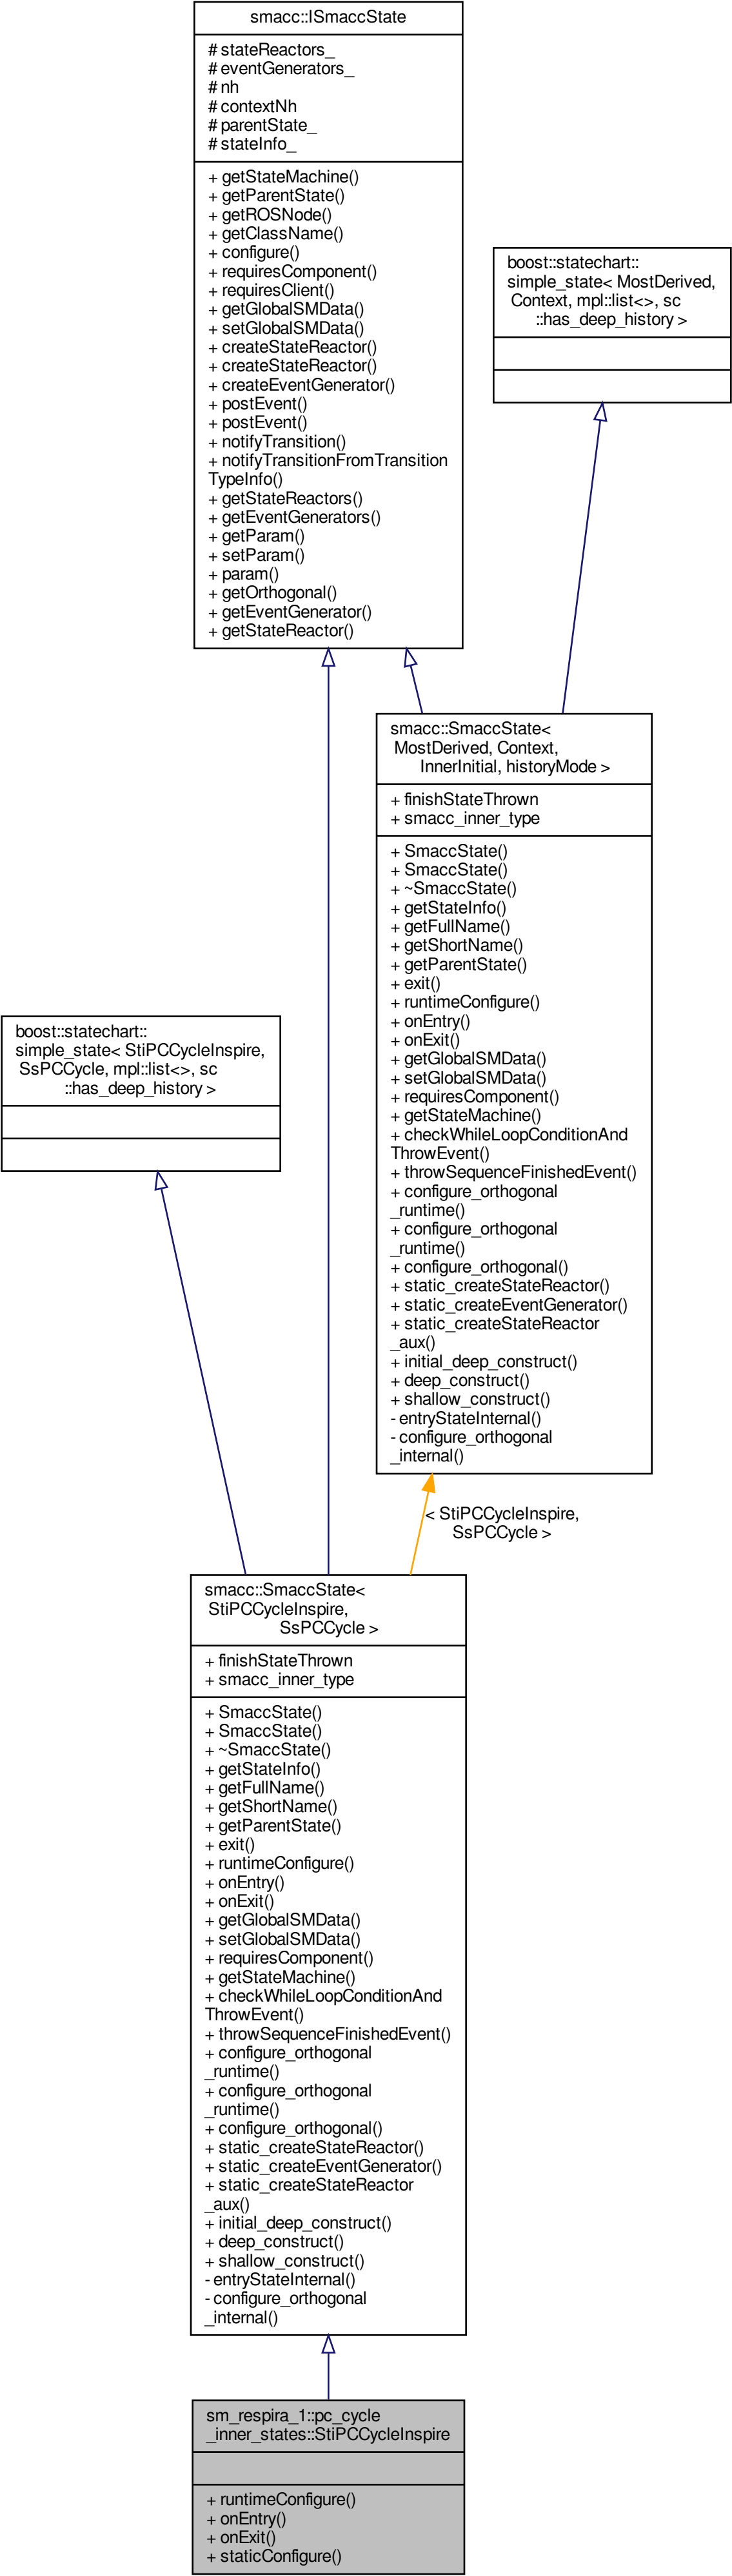 smacc::ISmaccState
# stateReactors_
# eventGenerators_
# nh
# contextNh
# parentState_
# stateInfo_
+ getStateMachine()
+ getParentState()
+ getROSNode()
+ getClassName()
+ configure()
+ requiresComponent()
+ requiresClient()
+ getGlobalSMData()
+ setGlobalSMData()
+ createStateReactor()
+ createStateReactor()
+ createEventGenerator()
+ postEvent()
+ postEvent()
+ notifyTransition()
+ notifyTransitionFromTransition
TypeInfo()
+ getStateReactors()
+ getEventGenerators()
+ getParam()
+ setParam()
+ param()
+ getOrthogonal()
+ getEventGenerator()
+ getStateReactor()
boost::statechart::
simple_state< MostDerived,
Context, mpl::list<>, sc
::has_deep_history >
smacc::SmaccState<
MostDerived, Context,
InnerInitial, historyMode >
+ finishStateThrown
+ smacc_inner_type
+ SmaccState()
+ SmaccState()
+ ~SmaccState()
+ getStateInfo()
+ getFullName()
+ getShortName()
+ getParentState()
+ exit()
+ runtimeConfigure()
+ onEntry()
+ onExit()
+ getGlobalSMData()
+ setGlobalSMData()
+ requiresComponent()
+ getStateMachine()
+ checkWhileLoopConditionAnd
ThrowEvent()
+ throwSequenceFinishedEvent()
+ configure_orthogonal
_runtime()
+ configure_orthogonal
_runtime()
+ configure_orthogonal()
+ static_createStateReactor()
+ static_createEventGenerator()
+ static_createStateReactor
_aux()
+ initial_deep_construct()
+ deep_construct()
+ shallow_construct()
- entryStateInternal()
- configure_orthogonal
_internal()
boost::statechart::
simple_state< StiPCCycleInspire,
SsPCCycle, mpl::list<>, sc
::has_deep_history >
< StiPCCycleInspire,
SsPCCycle >
smacc::SmaccState<
StiPCCycleInspire,
SsPCCycle >
+ finishStateThrown
+ smacc_inner_type
+ SmaccState()
+ SmaccState()
+ ~SmaccState()
+ getStateInfo()
+ getFullName()
+ getShortName()
+ getParentState()
+ exit()
+ runtimeConfigure()
+ onEntry()
+ onExit()
+ getGlobalSMData()
+ setGlobalSMData()
+ requiresComponent()
+ getStateMachine()
+ checkWhileLoopConditionAnd
ThrowEvent()
+ throwSequenceFinishedEvent()
+ configure_orthogonal
_runtime()
+ configure_orthogonal
_runtime()
+ configure_orthogonal()
+ static_createStateReactor()
+ static_createEventGenerator()
+ static_createStateReactor
_aux()
+ initial_deep_construct()
+ deep_construct()
+ shallow_construct()
- entryStateInternal()
- configure_orthogonal
_internal()
sm_respira_1::pc_cycle
_inner_states::StiPCCycleInspire
+ runtimeConfigure()
+ onEntry()
+ onExit()
+ staticConfigure()